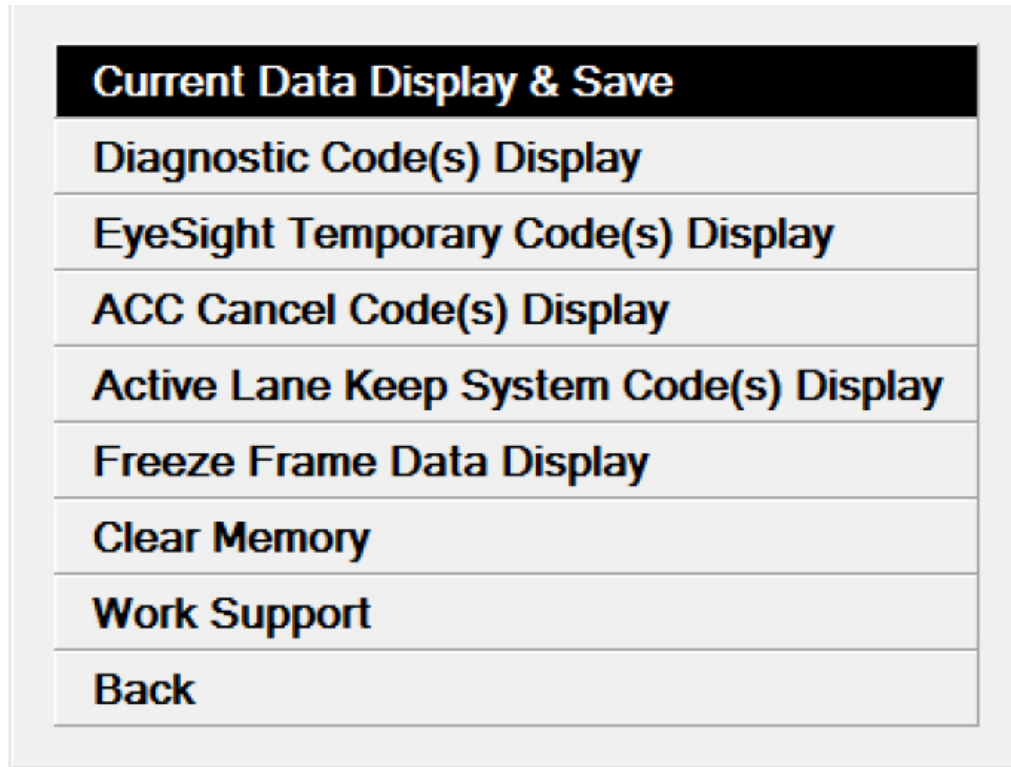 Current Data Display & Save
Diagnostic Code(s) Display
EyeSight Temporary Code(s) Display
ACC Cancel Code(s) Display
Active Lane Keep System Code(s) Display
Freeze Frame Data Display
Clear Memory
Work Support
Back